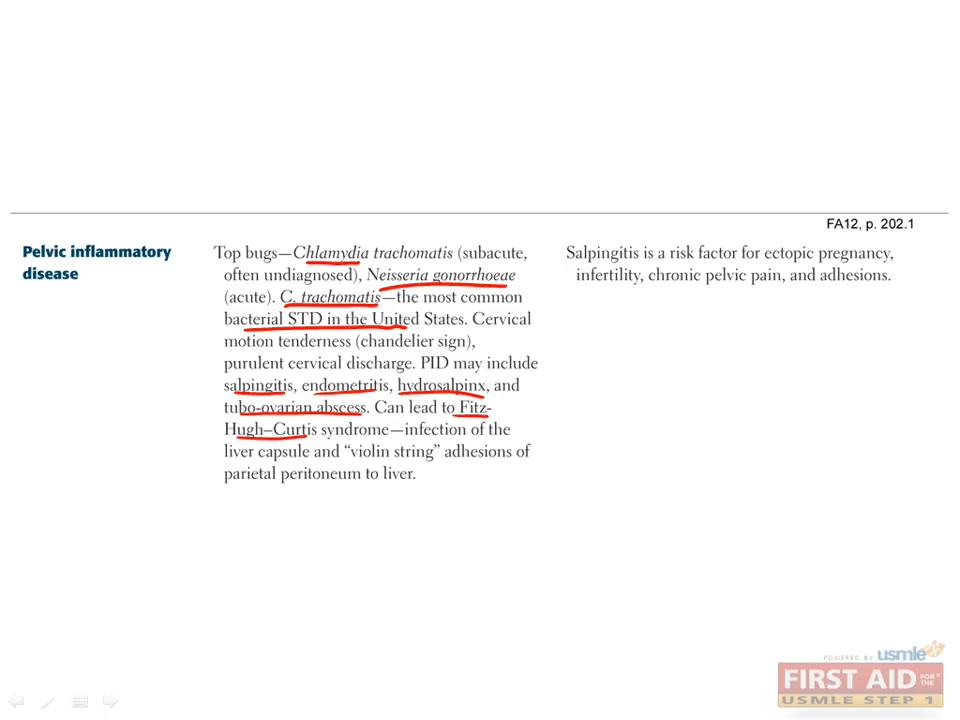 FA12, p. 202.1
Pelvic inflammatory
disease
Top bugs—Chlamydia trachomatis (subacute,
often undiagnosed), Neisseria gonorrhoeae
(acute). C. trachomatis—the most common
bacterial STD in the United States. Cervical
motion tenderness (chandelier sign),
purulent cervical discharge. PID may include
salpingitis, endometritis, hydrosalpinx, and
tubo-ovarian abscess. Can lead to Fitz-
Hugh–Curtis syndrome—infection of the
liver capsule and “violin string” adhesions of
parietal peritoneum to liver.
Salpingitis is a risk factor for ectopic pregnancy,
infertility, chronic pelvic pain, and adhesions.
POWERED BY usmle
FIRST AID FOR THE
USMLE STEP 1